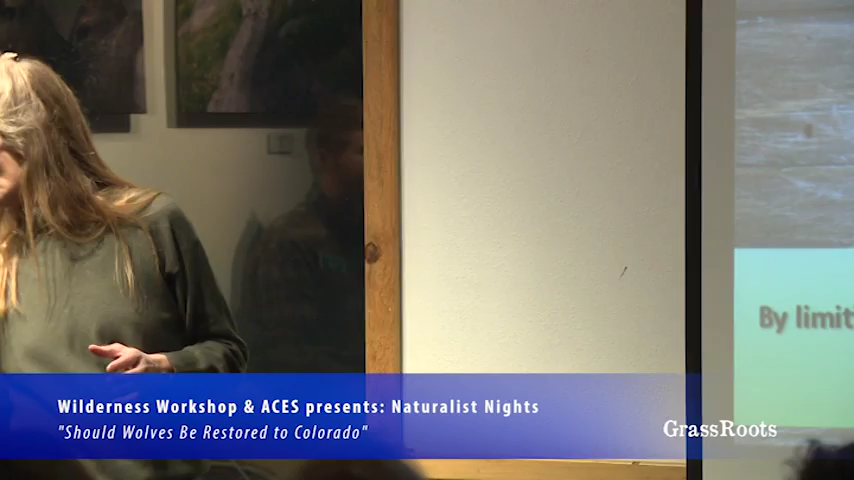 By limit
Wilderness Workshop & ACES presents: Naturalist Nights
"Should Wolves Be Restored to Colorado"
GrassRoots